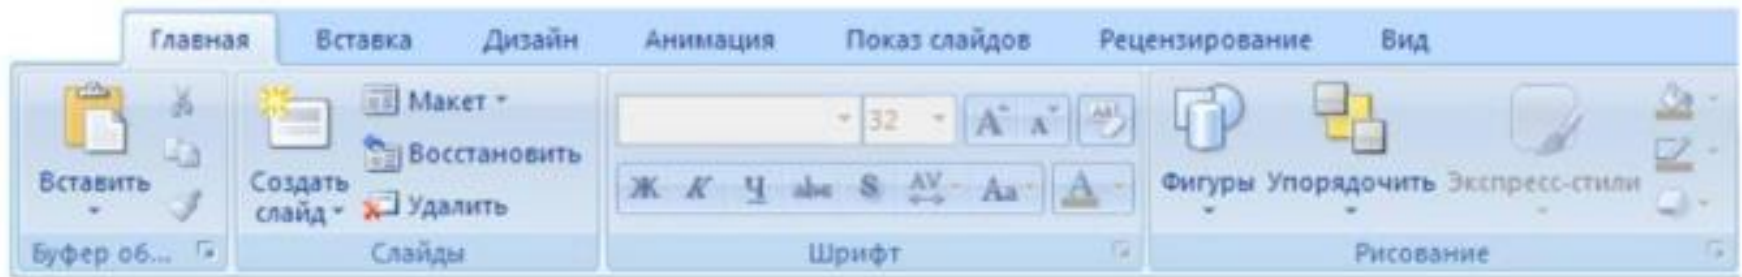 Главная Вставка Дизайн Анимация Показ слайдов Рецензирование Вид
Вставить
Буфер об...
Создать слайд
Макет
Восстановить
Удалить
Слайды
32 А А
Ж К Ч abc S AV Aa A
Шрифт
Фигуры Упорядочить Экспресс-стили
Рисование